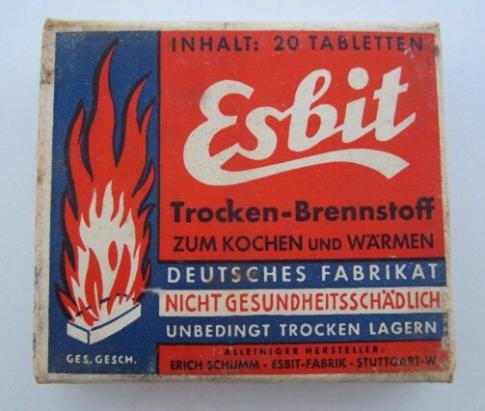 INHALT: 20 TABLETTEN
Esbit
Trocken-Brennstoff
ZUM KOCHEN UND WÄRMEN
DEUTSCHES FABRIKAT
NICHT GESUNDHEITSSCHÄDLICH
UNBEDINGT TROCKEN LAGERN
GES. GESCH.
ALLEINIGER HERSTELLER:
ERICH SCHUMM · ESBIT-FABRIK · STUTTGART-W